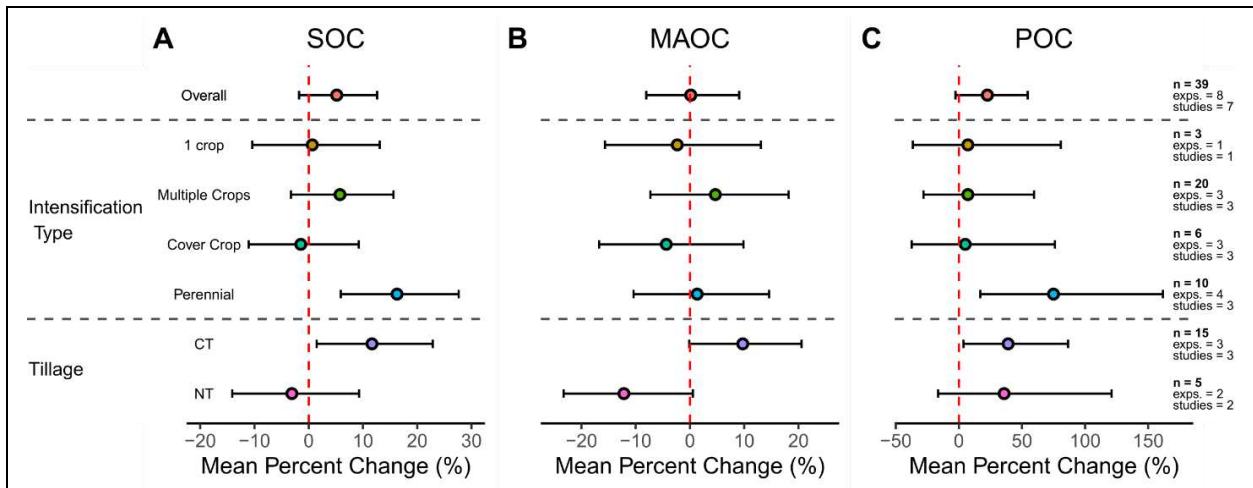 A SOC
B MAOC
C POC
Overall
n = 39
exps. = 8
studies = 7
Intensification
Type
1 crop
n = 3
exps. = 1
studies = 1
Multiple Crops
n = 20
exps. = 3
studies = 3
Cover Crop
n = 6
exps. = 3
studies = 3
Perennial
n = 10
exps. = 4
studies = 3
Tillage
CT
n = 15
exps. = 3
studies = 3
NT
n = 5
exps. = 2
studies = 2
−20 −10 0 10 20 30
−20 −10 0 10 20
−50 0 50 100 150
Mean Percent Change (%)
Mean Percent Change (%)
Mean Percent Change (%)